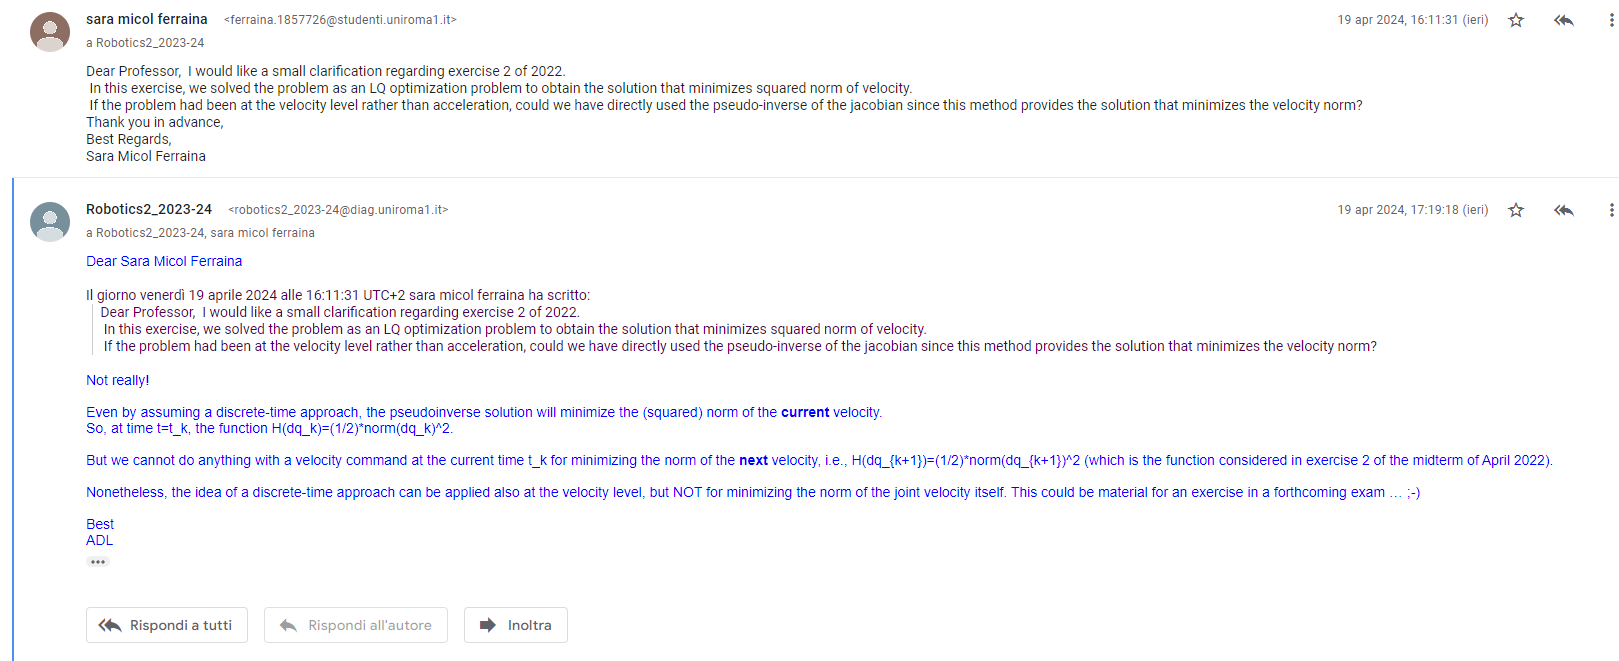 sara micol ferraina <ferraina.1857726@studenti.uniroma1.it> 19 apr 2024, 16:11:31 (ieri)
a Robotics2_2023-24
Dear Professor,  I would like a small clarification regarding exercise 2 of 2022.
In this exercise, we solved the problem as an LQ optimization problem to obtain the solution that minimizes squared norm of velocity.
If the problem had been at the velocity level rather than acceleration, could we have directly used the pseudo-inverse of the jacobian since this method provides the solution that minimizes the velocity norm?
Thank you in advance,
Best Regards,
Sara Micol Ferraina
Robotics2_2023-24 <robotics2_2023-24@diag.uniroma1.it> 19 apr 2024, 17:19:18 (ieri)
a Robotics2_2023-24, sara micol ferraina
Dear Sara Micol Ferraina
Il giorno venerdì 19 aprile 2024 alle 16:11:31 UTC+2 sara micol ferraina ha scritto:
Dear Professor,  I would like a small clarification regarding exercise 2 of 2022.
In this exercise, we solved the problem as an LQ optimization problem to obtain the solution that minimizes squared norm of velocity.
If the problem had been at the velocity level rather than acceleration, could we have directly used the pseudo-inverse of the jacobian since this method provides the solution that minimizes the velocity norm?
Not really!
Even by assuming a discrete-time approach, the pseudoinverse solution will minimize the (squared) norm of the current velocity.
So, at time t=t_k, the function H(dq_k)=(1/2)*norm(dq_k)^2.
But we cannot do anything with a velocity command at the current time t_k for minimizing the norm of the next velocity, i.e., H(dq_{k+1})=(1/2)*norm(dq_{k+1})^2 (which is the function considered in exercise 2 of the midterm of April 2022).
Nonetheless, the idea of a discrete-time approach can be applied also at the velocity level, but NOT for minimizing the norm of the joint velocity itself. This could be material for an exercise in a forthcoming exam ... ;-)
Best
ADL
Rispondi a tutti Rispondi all'autore Inoltra